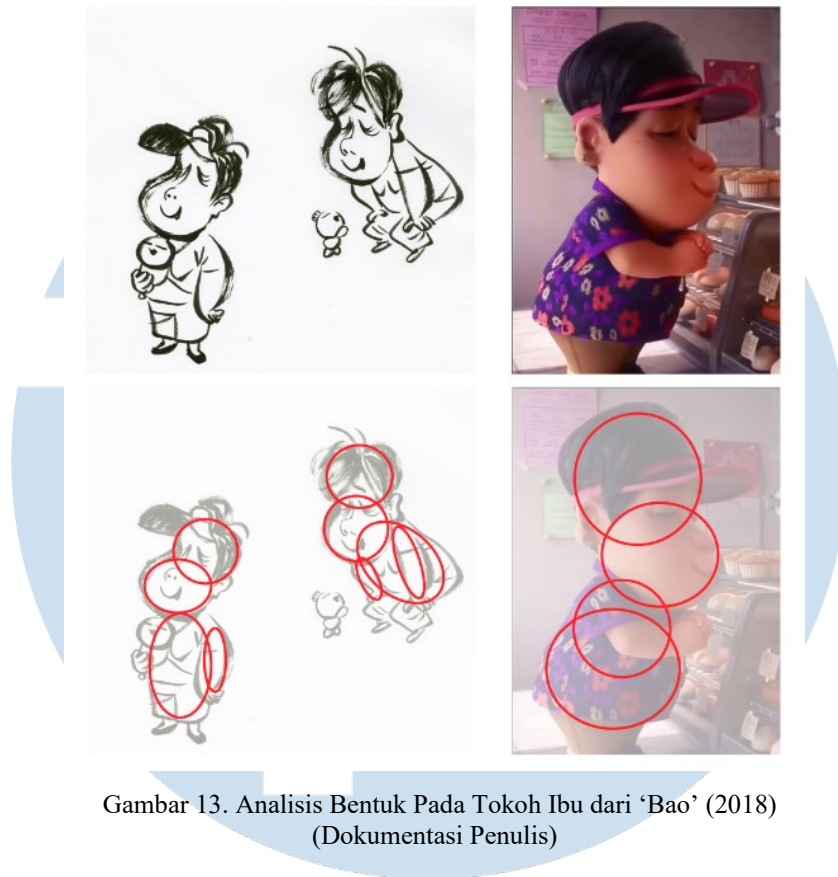 Gambar 13. Analisis Bentuk Pada Tokoh Ibu dari ‘Bao’ (2018)
(Dokumentasi Penulis)